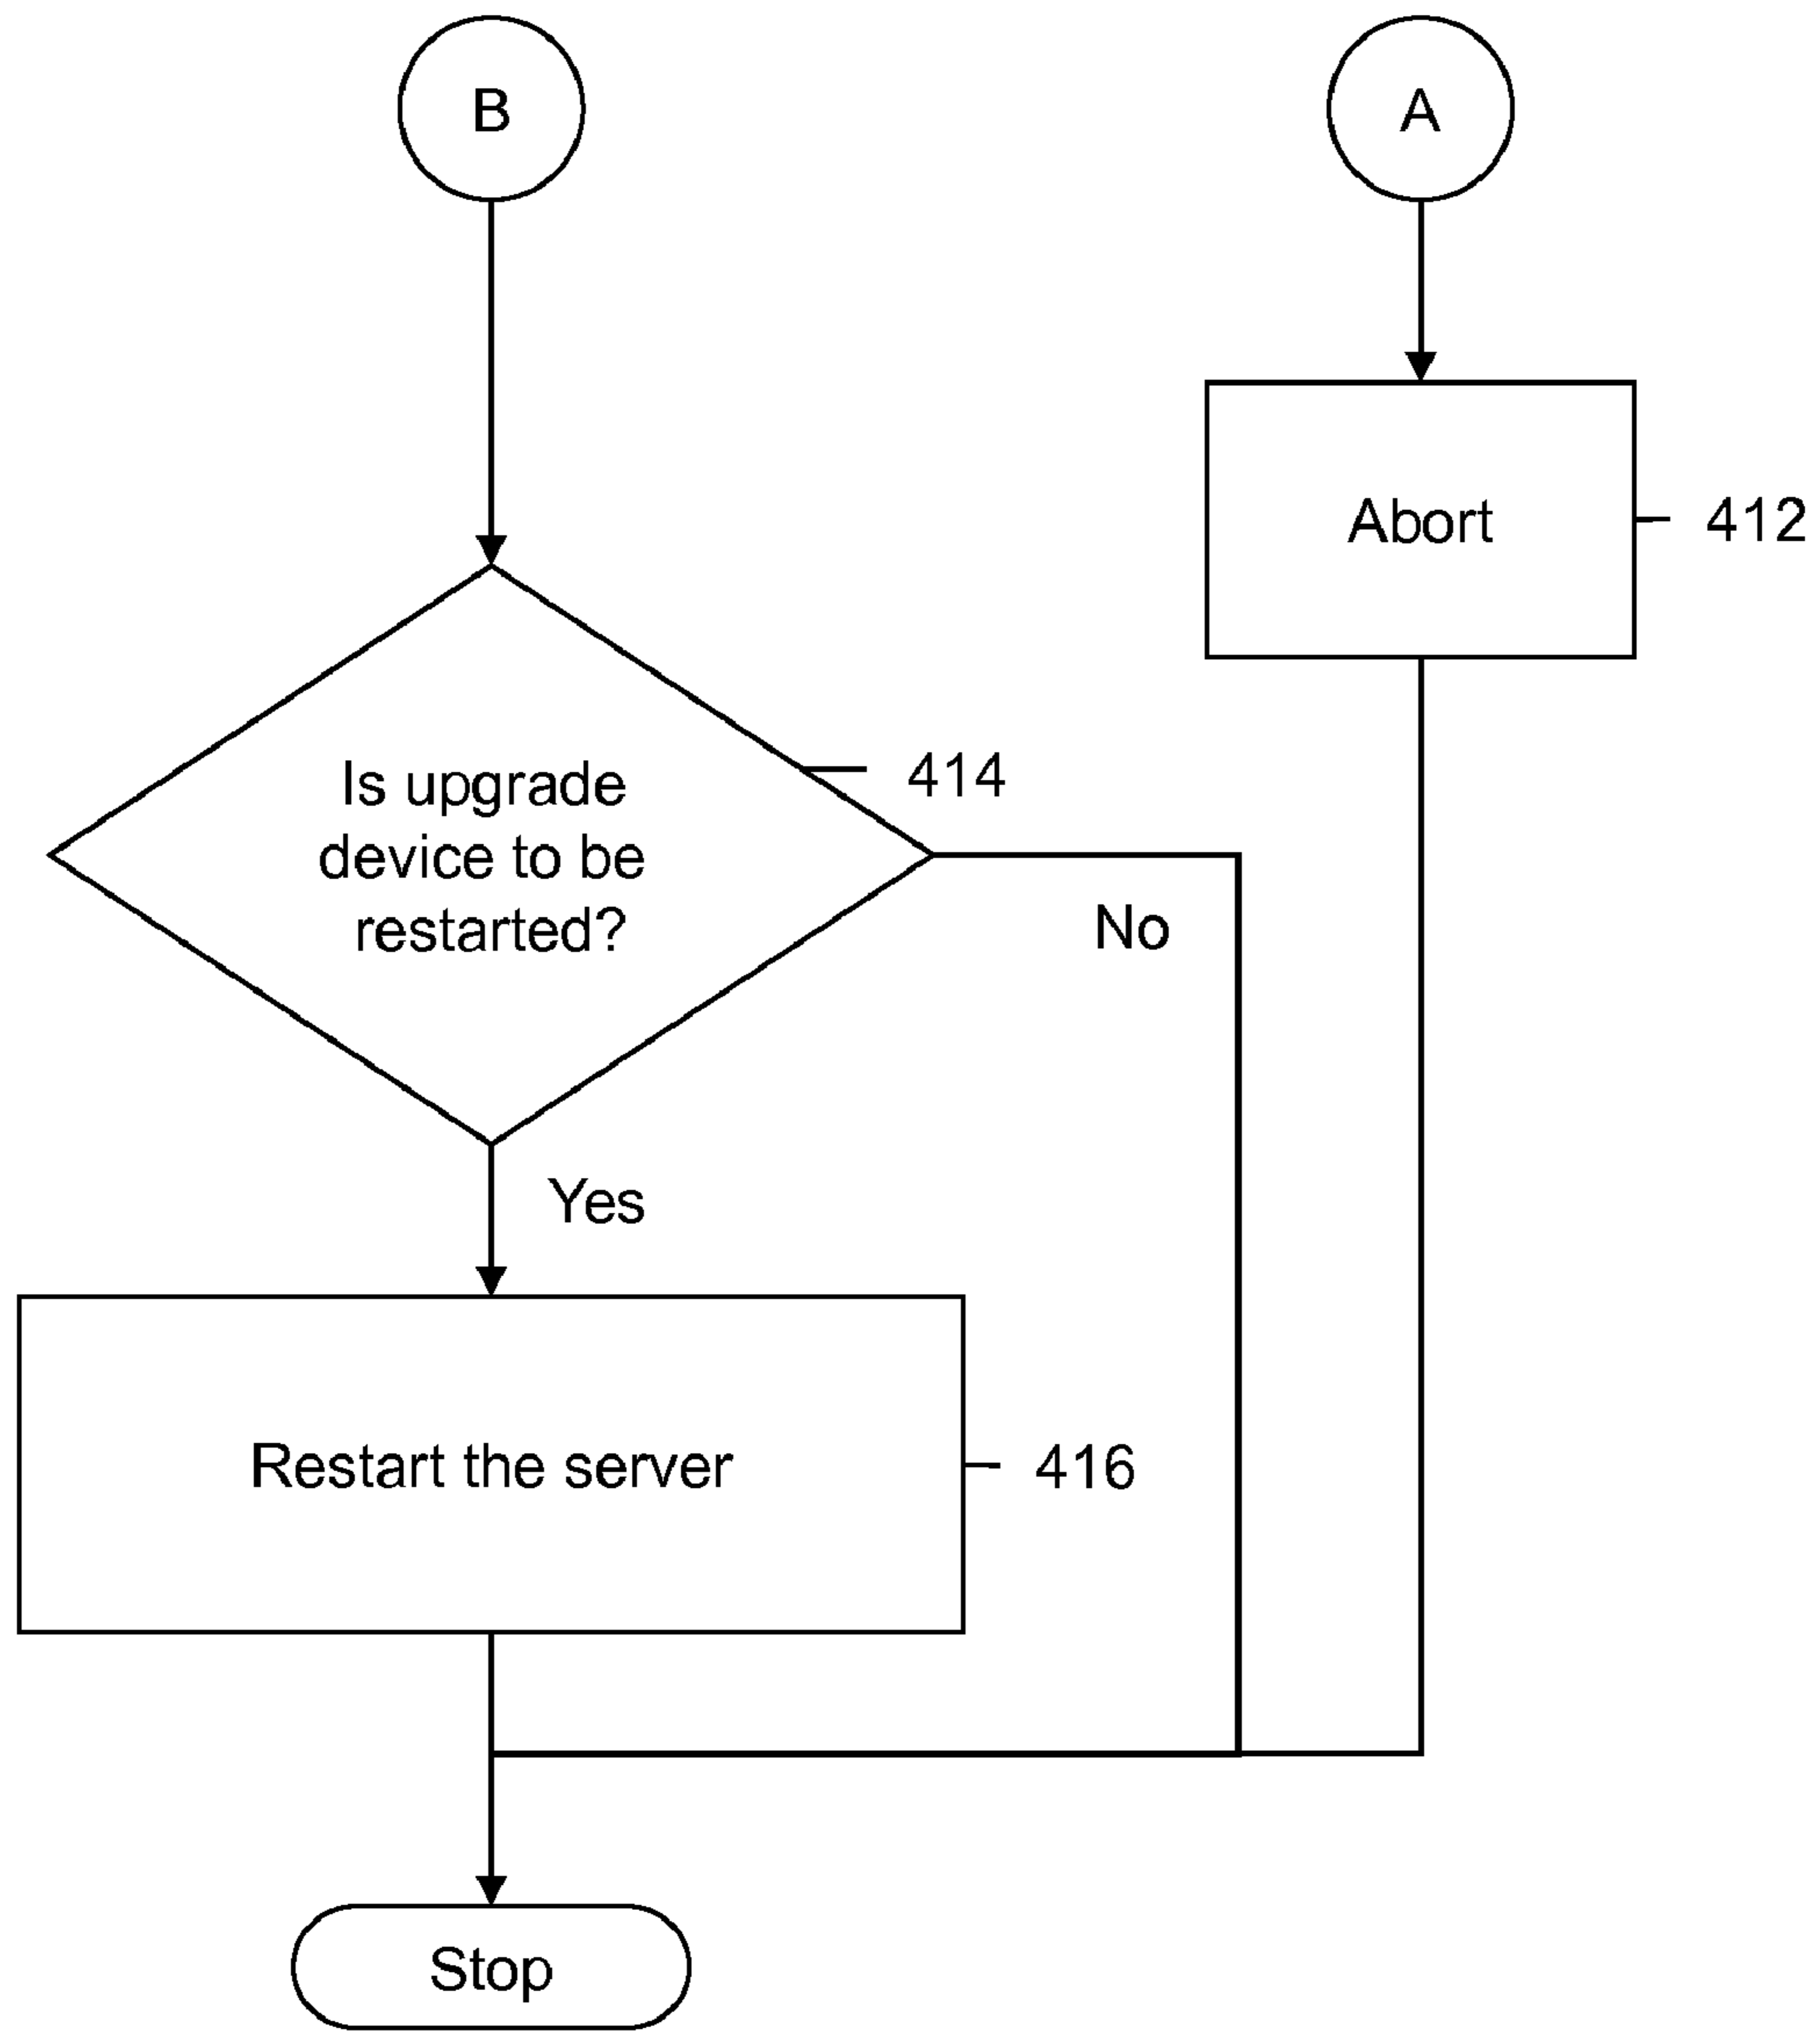 B
A
Abort
412
414
Is upgrade
device to be
restarted?
No
Yes
Restart the server
416
Stop